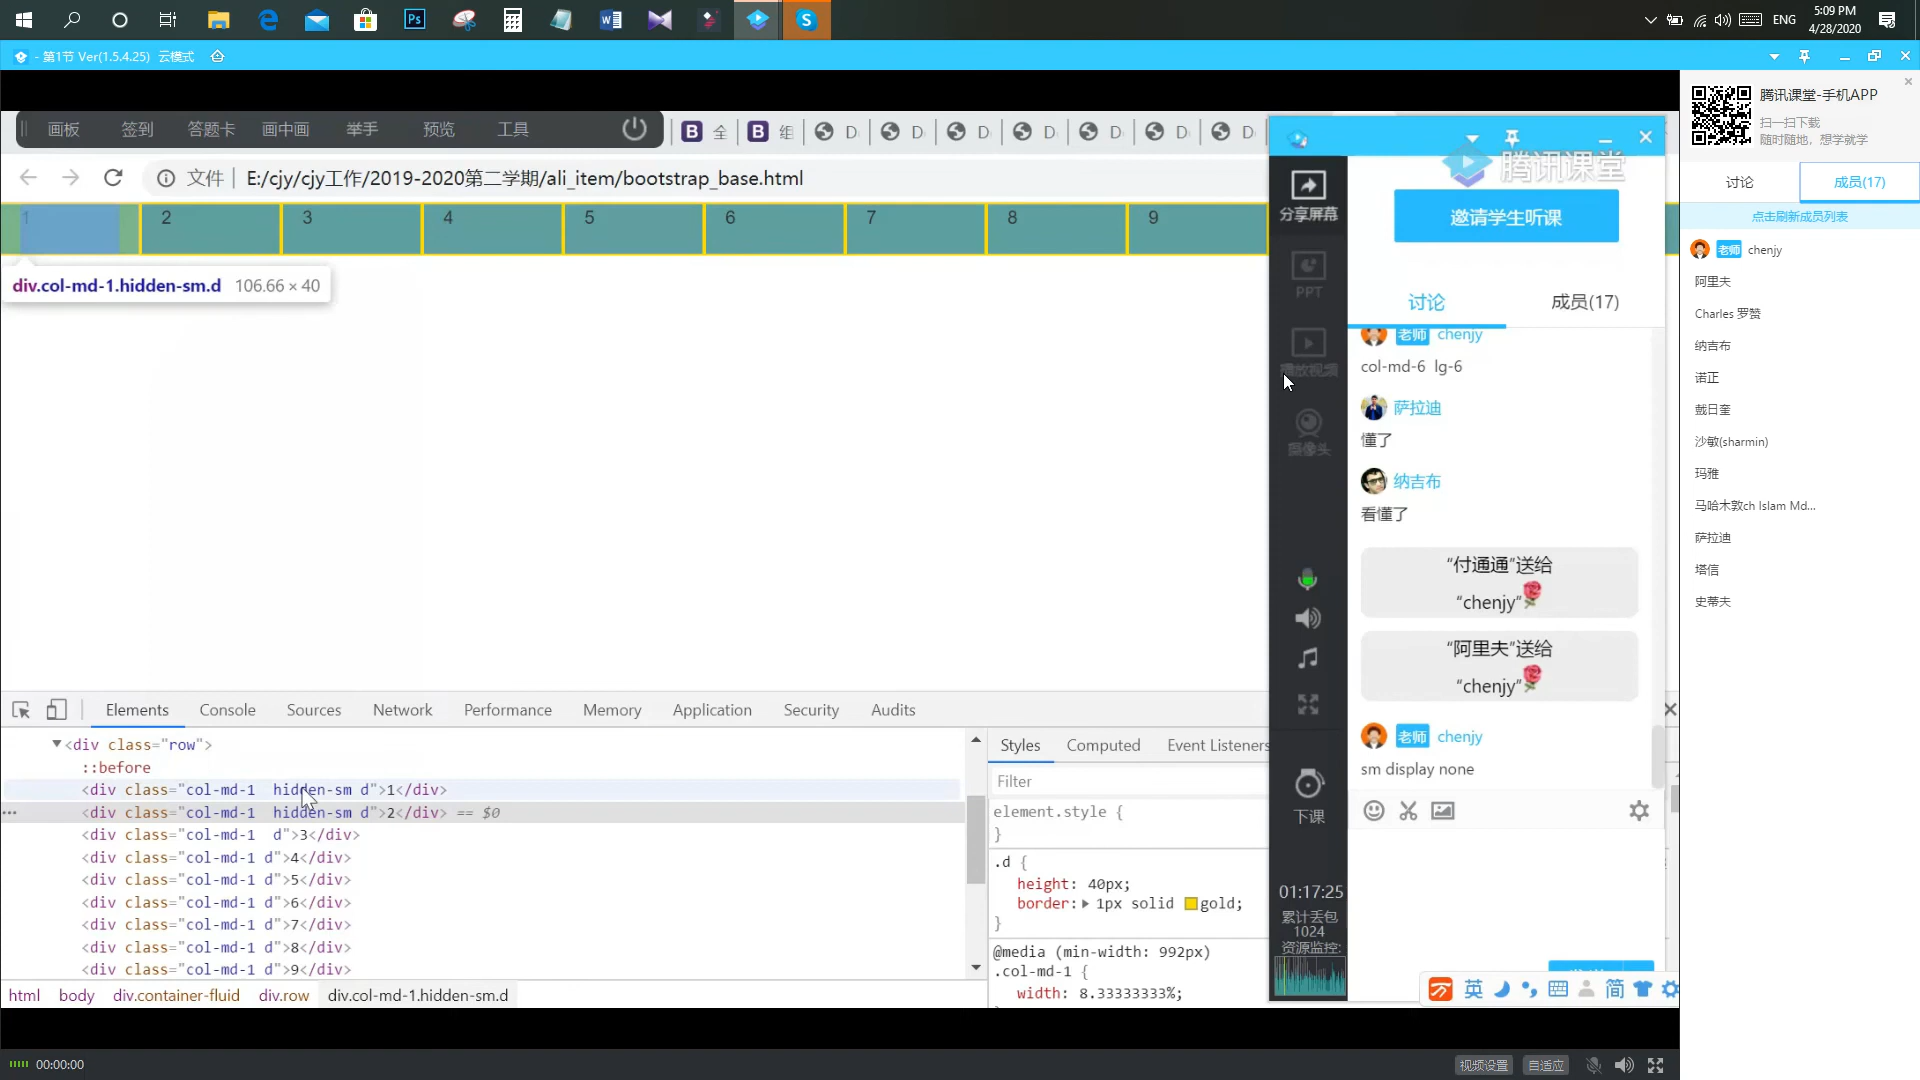 5:09 PM
ENG
4/28/2020
- 第1节 Ver(1.5.4.25) 云模式
画板 签到 答题卡 画中画 举手 预览 工具
B 全 B 组 D D D D D D D
文件 E:/cjy/cjy工作/2019-2020第二学期/ali_item/bootstrap_base.html
1 2 3 4 5 6 7 8 9
div.col-md-1.hidden-sm.d 106.66 × 40
Elements Console Sources Network Performance Memory Application Security Audits
<div class="row">
::before
<div class="col-md-1  hidden-sm d">1</div>
<div class="col-md-1  hidden-sm d">2</div> == $0
<div class="col-md-1  d">3</div>
<div class="col-md-1 d">4</div>
<div class="col-md-1 d">5</div>
<div class="col-md-1 d">6</div>
<div class="col-md-1 d">7</div>
<div class="col-md-1 d">8</div>
<div class="col-md-1 d">9</div>
html body div.container-fluid div.row div.col-md-1.hidden-sm.d
Styles Computed Event Listeners
Filter
element.style {
}
.d {
height: 40px;
border: 1px solid gold;
}
@media (min-width: 992px)
.col-md-1 {
width: 8.33333333%;
腾讯课堂
分享屏幕
PPT
播放视频
摄像头
下课
01:17:25
累计丢包
1024
资源监控:
邀请学生听课
讨论 成员(17)
老师 chenjy
col-md-6 lg-6
萨拉迪
懂了
纳吉布
看懂了
“付通通”送给
“chenjy”
“阿里夫”送给
“chenjy”
老师 chenjy
sm display none
英 简
腾讯课堂-手机APP
扫一扫下载
随时随地，想学就学
讨论 成员(17)
点击刷新成员列表
老师 chenjy
阿里夫
Charles 罗赞
纳吉布
诺正
戴日奎
沙敏(sharmin)
玛雅
马哈木敦ch Islam Md...
萨拉迪
塔信
史蒂夫
00:00:00
视频设置 自适应